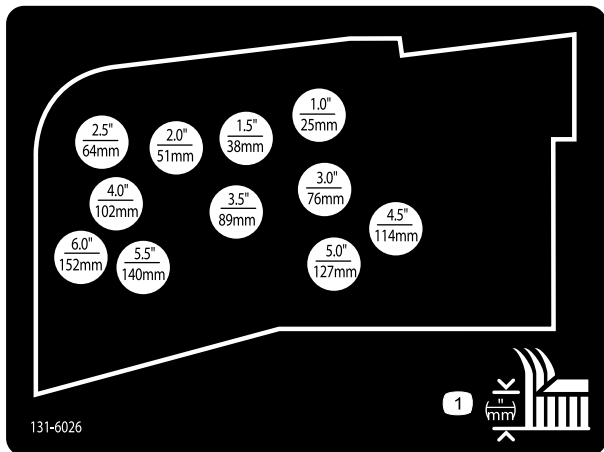 1.0"
25mm
2.5"
64mm
2.0"
51mm
1.5"
38mm
4.0"
102mm
3.5"
89mm
3.0"
76mm
4.5"
114mm
6.0"
152mm
5.5"
140mm
5.0"
127mm
1
(")
(mm)
131-6026